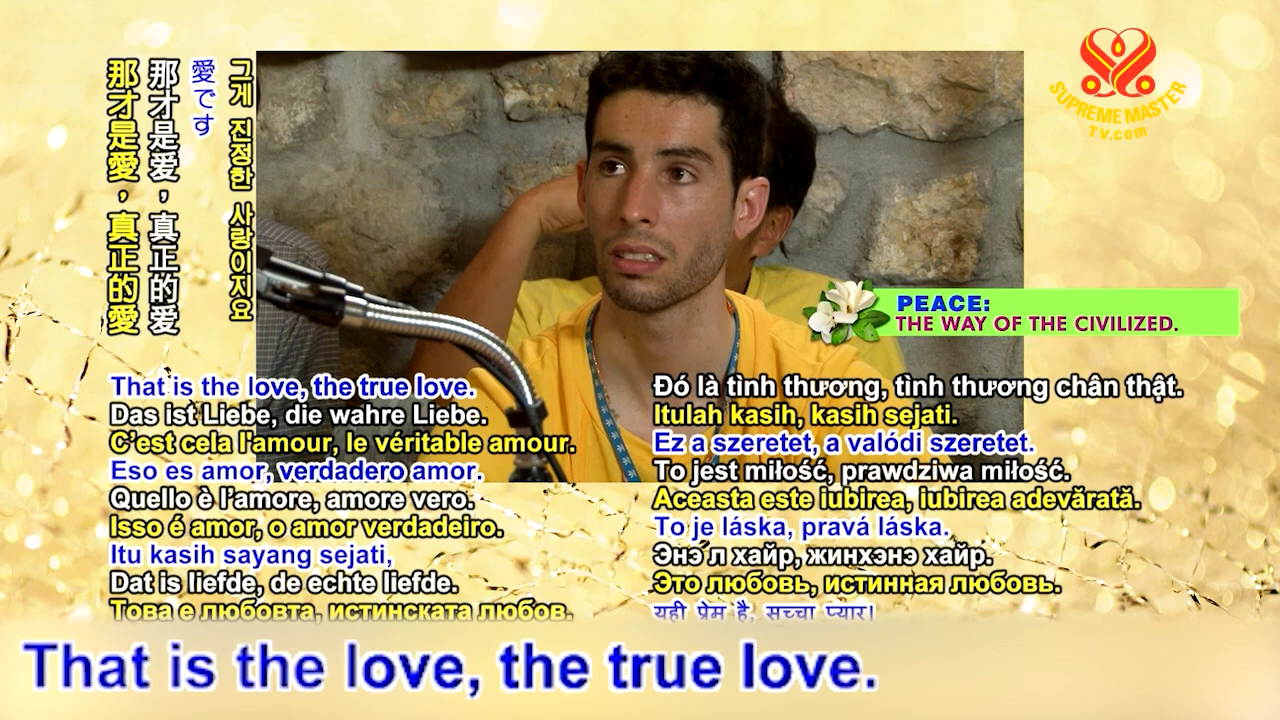 SUPREME MASTER
TV.com
那才是愛，真正的愛
那才是爱，真正的爱
愛です
그게 진정한 사랑이지요
PEACE:
THE WAY OF THE CIVILIZED.
That is the love, the true love.
Das ist Liebe, die wahre Liebe.
C’est cela l'amour, le véritable amour.
Eso es amor, verdadero amor.
Quello è l’amore, amore vero.
Isso é amor, o amor verdadeiro.
Itu kasih sayang sejati,
Dat is liefde, de echte liefde.
Това е любовта, истинската любов.
Đó là tình thương, tình thương chân thật.
Itulah kasih, kasih sejati.
Ez a szeretet, a valódi szeretet.
To jest miłość, prawdziwa miłość.
Aceasta este iubirea, iubirea adevărată.
To je láska, pravá láska.
Энэ л хайр, жинхэнэ хайр.
Это любовь, истинная любовь.
यही प्रेम है, सच्चा प्यार।
That is the love, the true love.